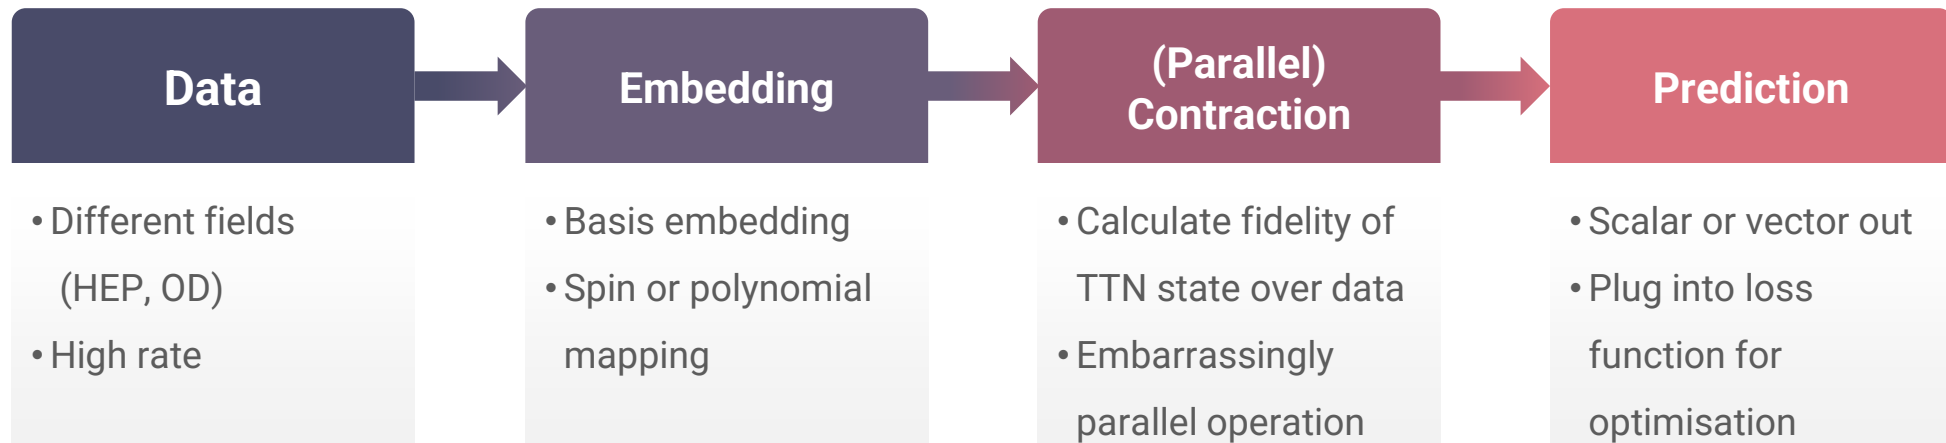 Data
• Different fields
(HEP, OD)
• High rate
Embedding
• Basis embedding
• Spin or polynomial
mapping
(Parallel)
Contraction
• Calculate fidelity of
TTN state over data
• Embarrassingly
parallel operation
Prediction
• Scalar or vector out
• Plug into loss
function for
optimisation